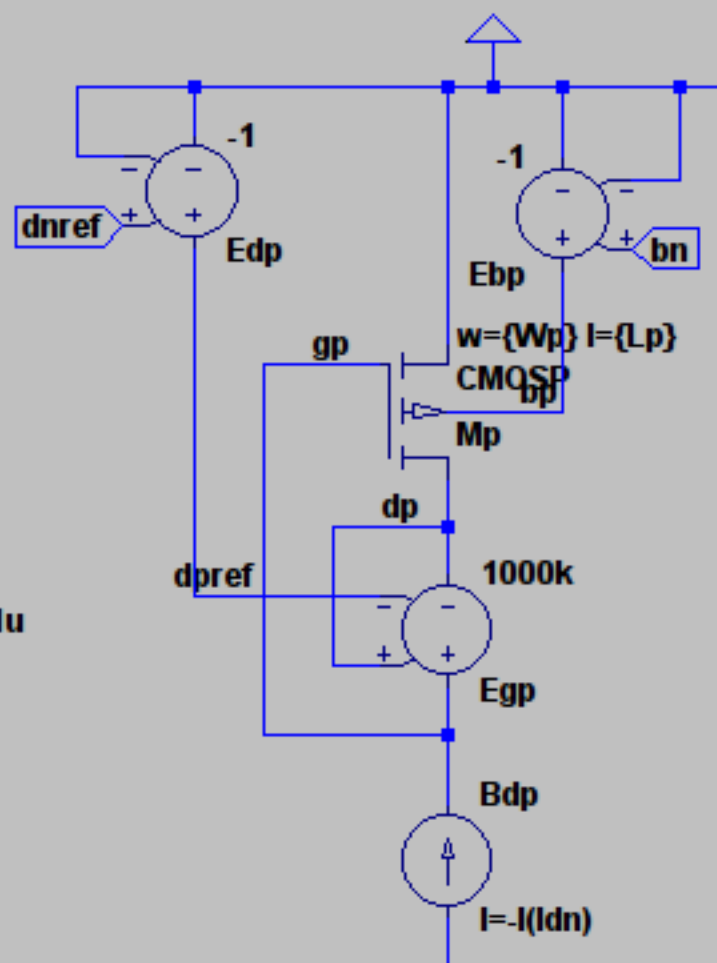 -1
-1
dnref
Edp
bn
Ebp
gp
w={Wp} l={Lp}
CMOSP
bp
Mp
dp
dpref
1000k
Egp
Bdp
I=-I(Idn)